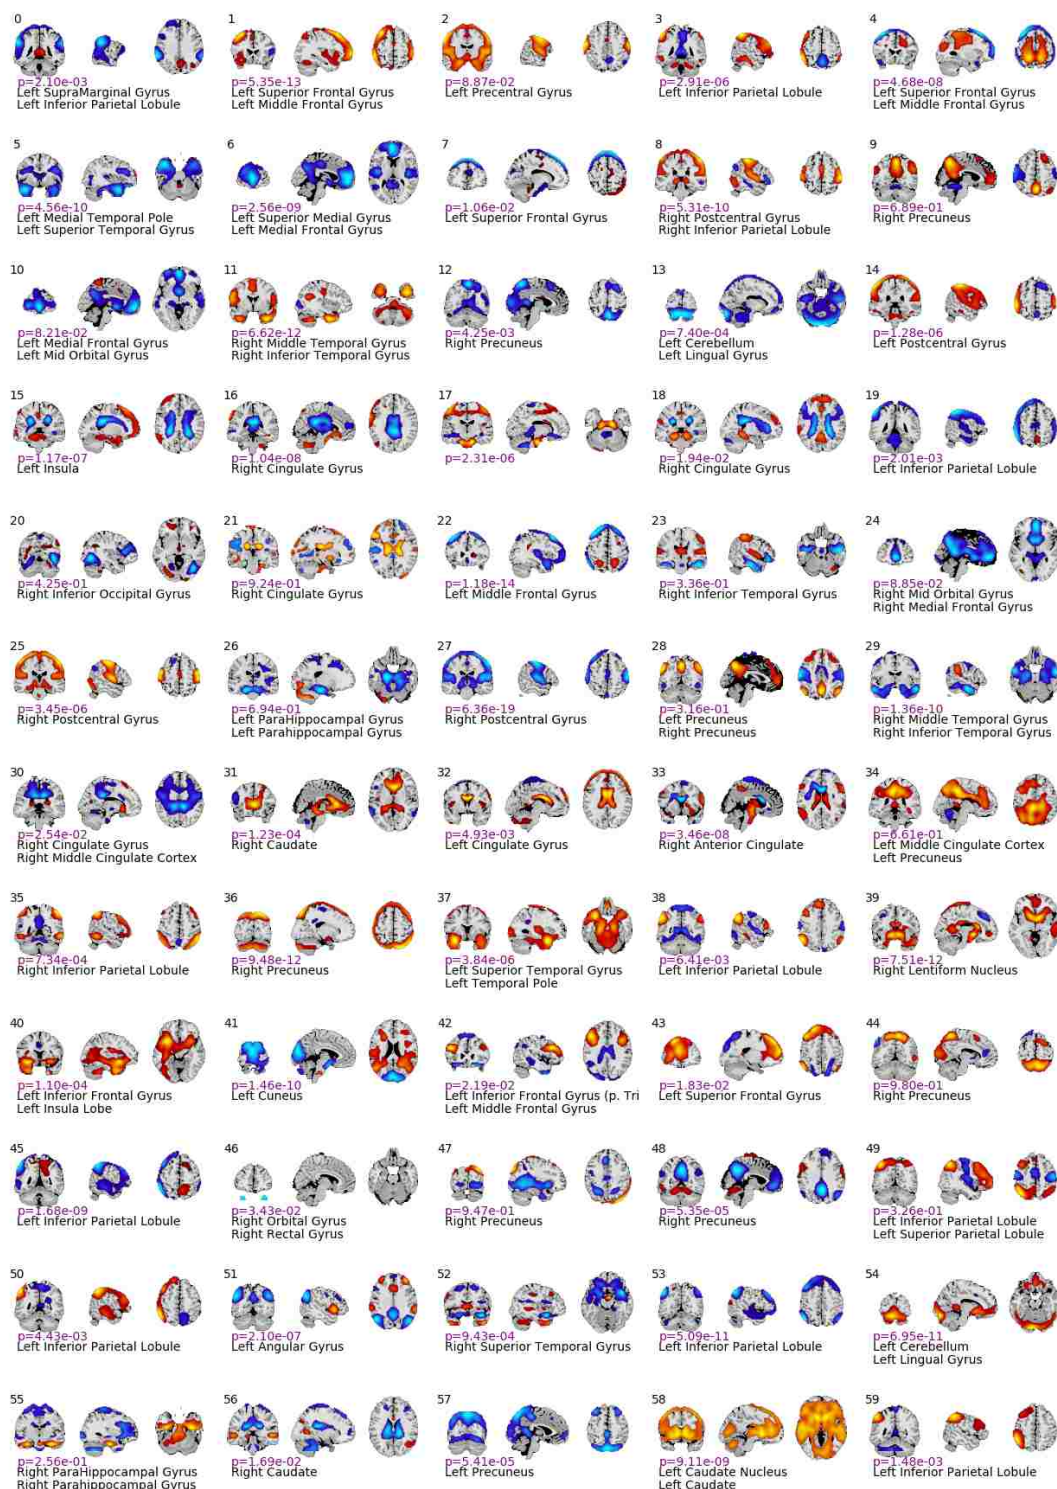 0
p=2.10e-03
Left SupraMarginal Gyrus
Left Inferior Parietal Lobule
1
p=5.35e-13
Left Superior Frontal Gyrus
Left Middle Frontal Gyrus
2
p=8.87e-02
Left Precentral Gyrus
3
p=2.91e-06
Left Inferior Parietal Lobule
4
p=4.68e-08
Left Superior Frontal Gyrus
Left Middle Frontal Gyrus
5
p=4.56e-10
Left Medial Temporal Pole
Left Superior Temporal Gyrus
6
p=2.56e-09
Left Superior Medial Gyrus
Left Medial Frontal Gyrus
7
p=1.06e-02
Left Superior Frontal Gyrus
8
p=5.31e-10
Right Postcentral Gyrus
Right Inferior Parietal Lobule
9
p=6.89e-01
Right Precuneus
10
p=8.21e-02
Left Medial Frontal Gyrus
Left Mid Orbital Gyrus
11
p=6.62e-12
Right Middle Temporal Gyrus
Right Inferior Temporal Gyrus
12
p=4.25e-03
Right Precuneus
13
p=7.40e-04
Left Cerebellum
Left Lingual Gyrus
14
p=1.28e-06
Left Postcentral Gyrus
15
p=1.17e-07
Left Insula
16
p=1.04e-08
Right Cingulate Gyrus
17
p=2.31e-06
18
p=1.94e-02
Right Cingulate Gyrus
19
p=2.01e-03
Left Inferior Parietal Lobule
20
p=4.25e-01
Right Inferior Occipital Gyrus
21
p=9.24e-01
Right Cingulate Gyrus
22
p=1.18e-14
Left Middle Frontal Gyrus
23
p=3.36e-01
Right Inferior Temporal Gyrus
24
p=8.85e-02
Right Mid Orbital Gyrus
Right Medial Frontal Gyrus
25
p=3.45e-06
Right Postcentral Gyrus
26
p=6.94e-01
Left ParaHippocampal Gyrus
Left Parahippocampal Gyrus
27
p=6.36e-19
Right Postcentral Gyrus
28
p=3.16e-01
Left Precuneus
Right Precuneus
29
p=1.36e-10
Right Middle Temporal Gyrus
Right Inferior Temporal Gyrus
30
p=2.54e-02
Right Cingulate Gyrus
Right Middle Cingulate Cortex
31
p=1.23e-04
Right Caudate
32
p=4.93e-03
Left Cingulate Gyrus
33
p=3.46e-08
Right Anterior Cingulate
34
p=6.61e-01
Left Middle Cingulate Cortex
Left Precuneus
35
p=7.34e-04
Right Inferior Parietal Lobule
36
p=9.48e-12
Right Precuneus
37
p=3.84e-06
Left Superior Temporal Gyrus
Left Temporal Pole
38
p=6.41e-03
Left Inferior Parietal Lobule
39
p=7.51e-12
Right Lentiform Nucleus
40
p=1.10e-04
Left Inferior Frontal Gyrus
Left Insula Lobe
41
p=1.46e-10
Left Cuneus
42
p=2.19e-02
Left Inferior Frontal Gyrus (p. Tri
Left Middle Frontal Gyrus
43
p=1.83e-02
Left Superior Frontal Gyrus
44
p=9.80e-01
Right Precuneus
45
p=1.68e-09
Left Inferior Parietal Lobule
46
p=3.43e-02
Right Orbital Gyrus
Right Rectal Gyrus
47
p=9.47e-01
Right Precuneus
48
p=5.35e-05
Right Precuneus
49
p=3.26e-01
Left Inferior Parietal Lobule
Left Superior Parietal Lobule
50
p=4.43e-03
Left Inferior Parietal Lobule
51
p=2.10e-07
Left Angular Gyrus
52
p=9.43e-04
Right Superior Temporal Gyrus
53
p=5.09e-11
Left Inferior Parietal Lobule
54
p=6.95e-11
Left Cerebellum
Left Lingual Gyrus
55
p=2.56e-01
Right ParaHippocampal Gyrus
Right Parahippocampal Gyrus
56
p=1.69e-02
Right Caudate
57
p=5.41e-05
Left Precuneus
58
p=9.11e-09
Left Caudate Nucleus
Left Caudate
59
p=1.48e-03
Left Inferior Parietal Lobule